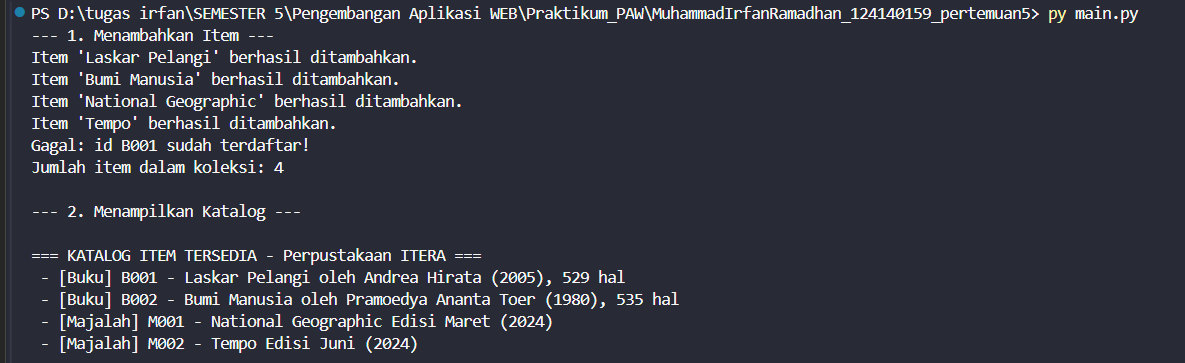 PS D:\tugas irfan\SEMESTER 5\Pengembangan Aplikasi WEB\Praktikum_PAW\MuhammadIrfanRamadhan_124140159_pertemuan5> py main.py
--- 1. Menambahkan Item ---
Item 'Laskar Pelangi' berhasil ditambahkan.
Item 'Bumi Manusia' berhasil ditambahkan.
Item 'National Geographic' berhasil ditambahkan.
Item 'Tempo' berhasil ditambahkan.
Gagal: id B001 sudah terdaftar!
Jumlah item dalam koleksi: 4
--- 2. Menampilkan Katalog ---
=== KATALOG ITEM TERSEDIA - Perpustakaan ITERA ===
- [Buku] B001 - Laskar Pelangi oleh Andrea Hirata (2005), 529 hal
- [Buku] B002 - Bumi Manusia oleh Pramoedya Ananta Toer (1980), 535 hal
- [Majalah] M001 - National Geographic Edisi Maret (2024)
- [Majalah] M002 - Tempo Edisi Juni (2024)